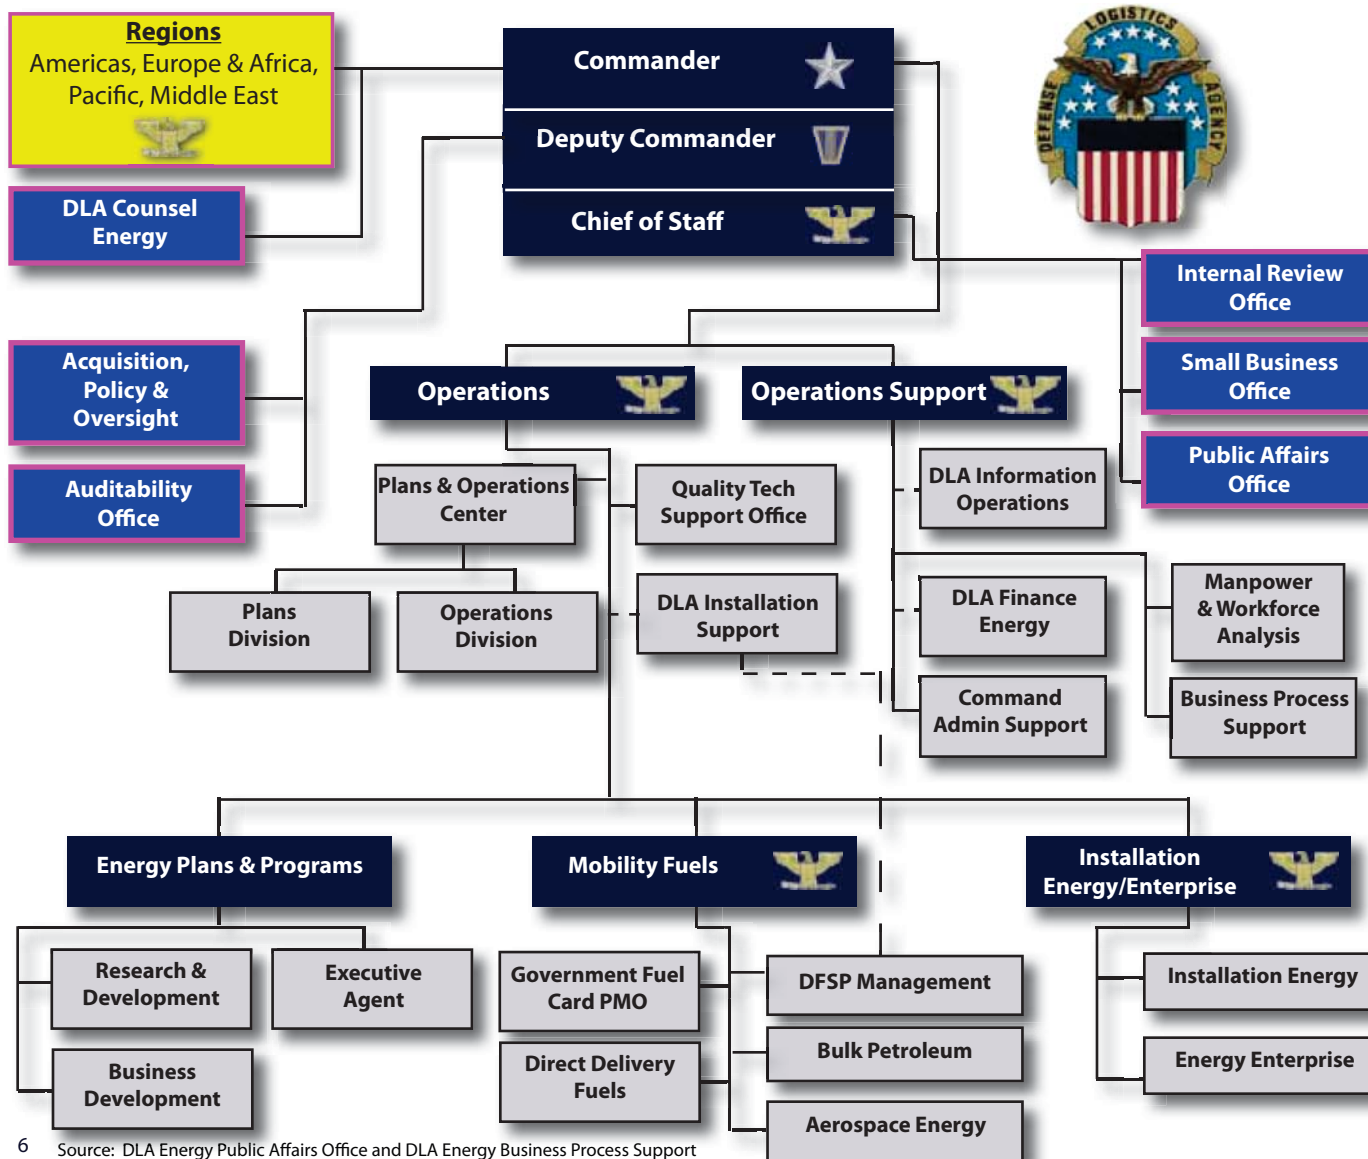 Regions
Americas, Europe & Africa,
Pacific, Middle East
Commander
Deputy Commander
Chief of Staff
DEFENSE
LOGISTICS
AGENCY
DLA Counsel
Energy
Internal Review
Office
Small Business
Office
Public Affairs
Office
Acquisition,
Policy &
Oversight
Auditability
Office
Operations
Operations Support
Plans & Operations
Center
Quality Tech
Support Office
DLA Information
Operations
Plans
Division
Operations
Division
DLA Installation
Support
DLA Finance
Energy
Manpower
& Workforce
Analysis
Command
Admin Support
Business Process
Support
Energy Plans & Programs
Mobility Fuels
Installation
Energy/Enterprise
Research &
Development
Executive
Agent
Business
Development
Government Fuel
Card PMO
Direct Delivery
Fuels
DFSP Management
Bulk Petroleum
Aerospace Energy
Installation Energy
Energy Enterprise
6 Source: DLA Energy Public Affairs Office and DLA Energy Business Process Support